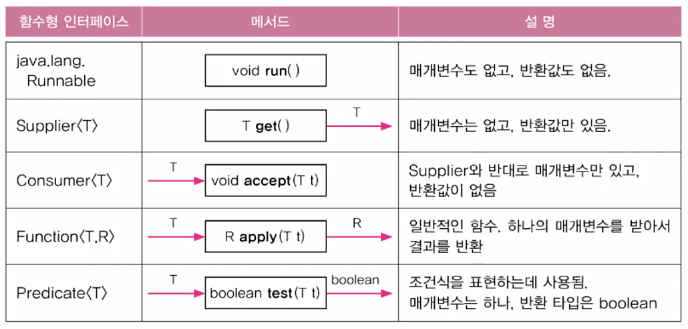 함수형 인터페이스 메서드 설 명
java.lang.
Runnable
void run( )
매개변수도 없고, 반환값도 없음.
Supplier⟨T⟩
T get( )
T
매개변수는 없고, 반환값만 있음.
Consumer⟨T⟩
T
void accept(T t)
Supplier와 반대로 매개변수만 있고,
반환값이 없음
Function⟨T,R⟩
T
R apply(T t)
R
일반적인 함수. 하나의 매개변수를 받아서
결과를 반환
Predicate⟨T⟩
T
boolean test(T t)
boolean
조건식을 표현하는데 사용됨.
매개변수는 하나, 반환 타입은 boolean